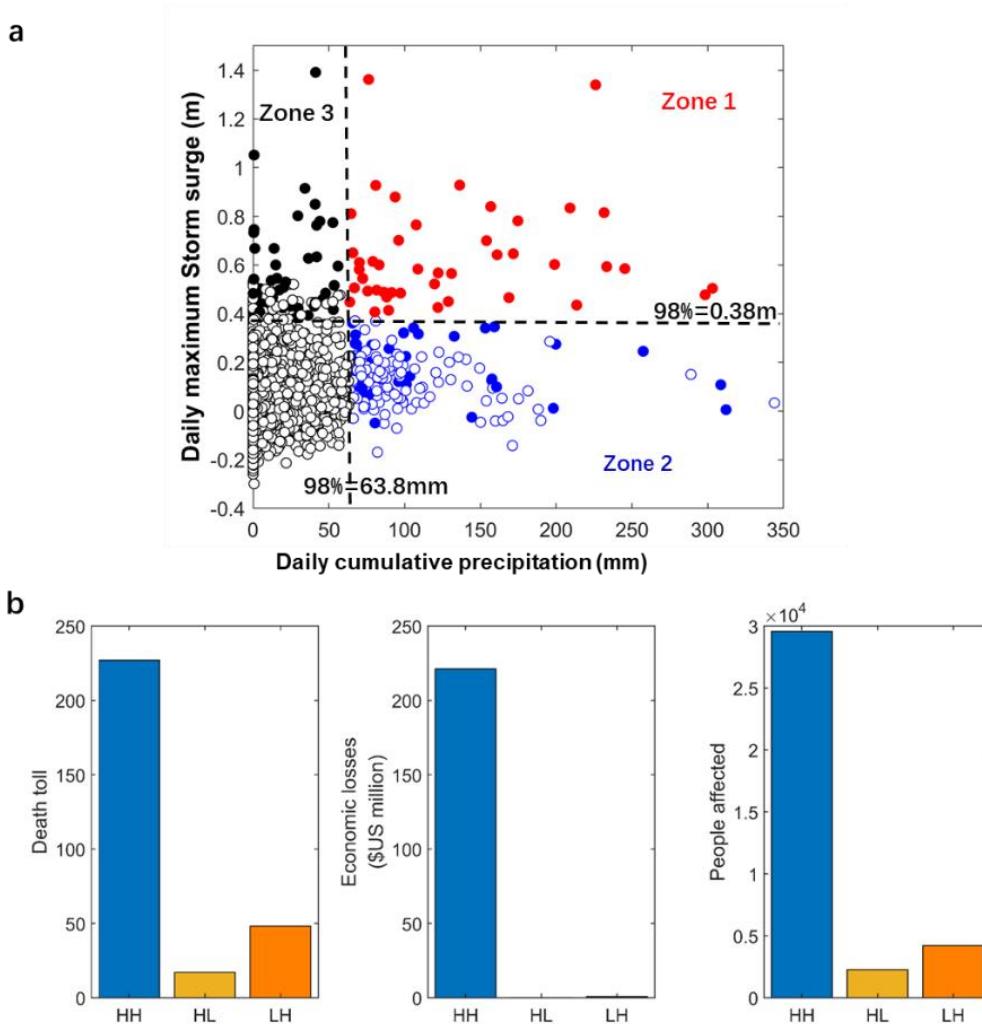 a
Daily maximum Storm surge (m)
1.4
1.2
1
0.8
0.6
0.4
0.2
0
-0.2
-0.4
Zone 3
Zone 1
98%=0.38m
Zone 2
98%=63.8mm
0 50 100 150 200 250 300 350
Daily cumulative precipitation (mm)
b
Death toll
250
200
150
100
50
0
HH HL LH
Economic losses
($US million)
250
200
150
100
50
0
HH HL LH
People affected
×10⁴
3
2.5
2
1.5
1
0.5
0
HH HL LH